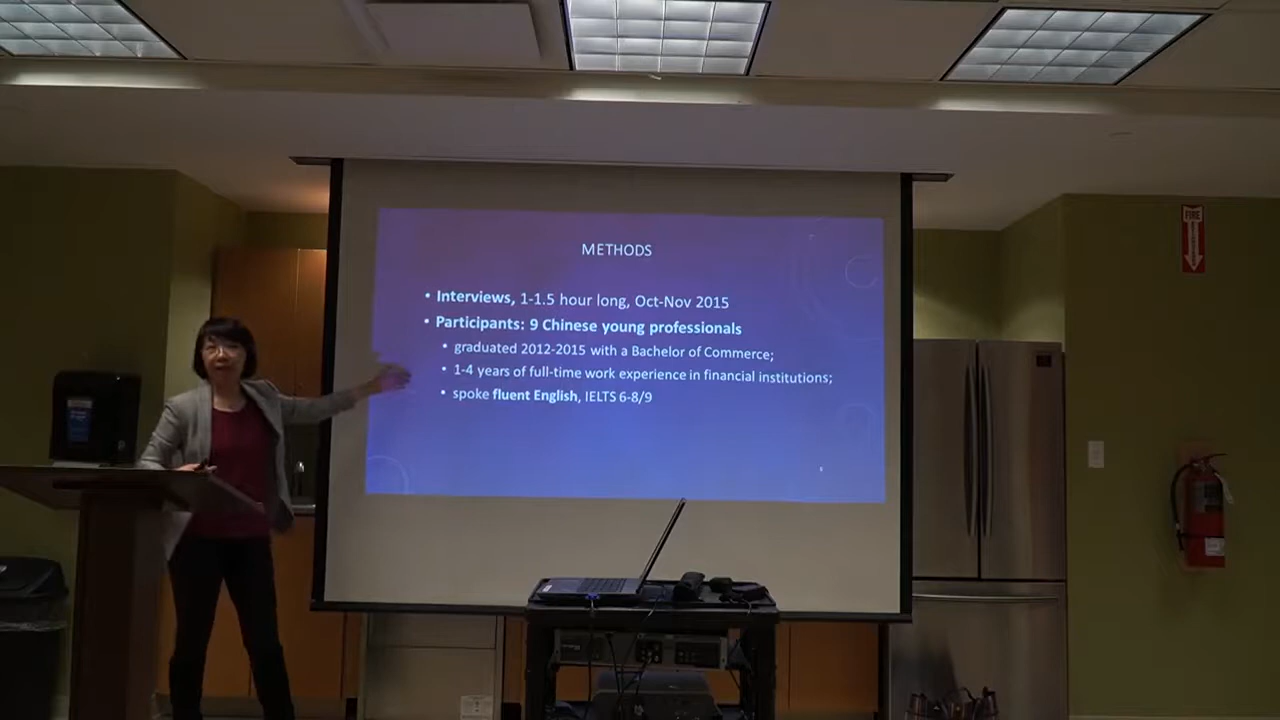 METHODS
• Interviews, 1-1.5 hour long, Oct-Nov 2015
• Participants: 9 Chinese young professionals
• graduated 2012-2015 with a Bachelor of Commerce;
• 1-4 years of full-time work experience in financial institutions;
• spoke fluent English, IELTS 6-8/9
FIRE